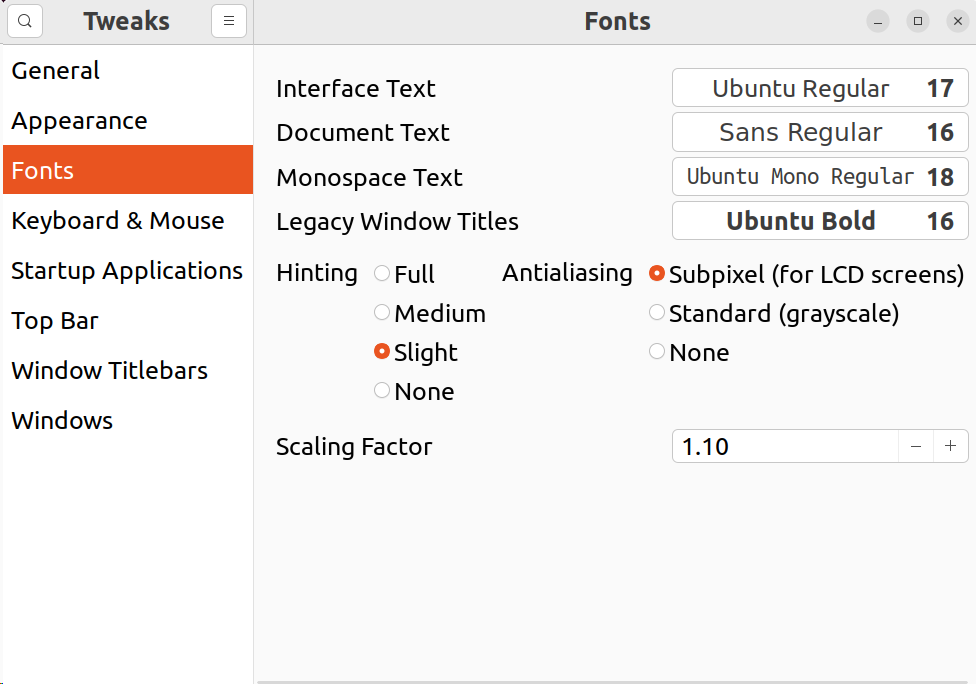 Tweaks
Fonts
General
Appearance
Fonts
Keyboard & Mouse
Startup Applications
Top Bar
Window Titlebars
Windows
Interface Text Ubuntu Regular 17
Document Text Sans Regular 16
Monospace Text Ubuntu Mono Regular 18
Legacy Window Titles Ubuntu Bold 16
Hinting Full Antialiasing Subpixel (for LCD screens)
Medium Standard (grayscale)
Slight None
None
Scaling Factor 1.10